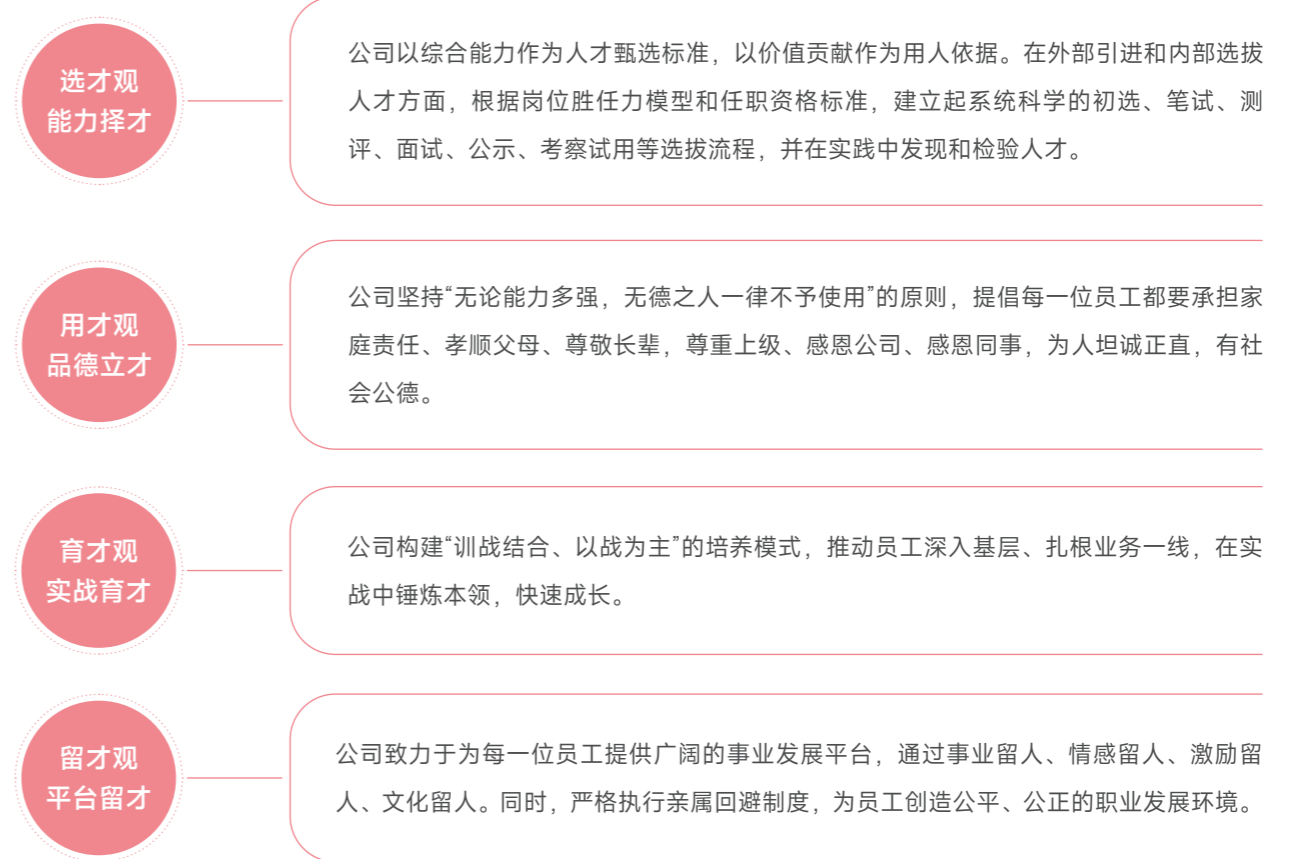 选才观
能力择才
公司以综合能力作为人才甄选标准，以价值贡献作为用人依据。在外部引进和内部选拔
人才方面，根据岗位胜任力模型和任职资格标准，建立起系统科学的初选、笔试、测
评、面试、公示、考察试用等选拔流程，并在实践中发现和检验人才。
用才观
品德立才
公司坚持“无论能力多强，无德之人一律不予使用”的原则，提倡每一位员工都要承担家
庭责任、孝顺父母、尊敬长辈，尊重上级、感恩公司、感恩同事，为人坦诚正直，有社
会公德。
育才观
实战育才
公司构建“训战结合、以战为主”的培养模式，推动员工深入基层、扎根业务一线，在实
战中锤炼本领，快速成长。
留才观
平台留才
公司致力于为每一位员工提供广阔的事业发展平台，通过事业留人、情感留人、激励留
人、文化留人。同时，严格执行亲属回避制度，为员工创造公平、公正的职业发展环境。